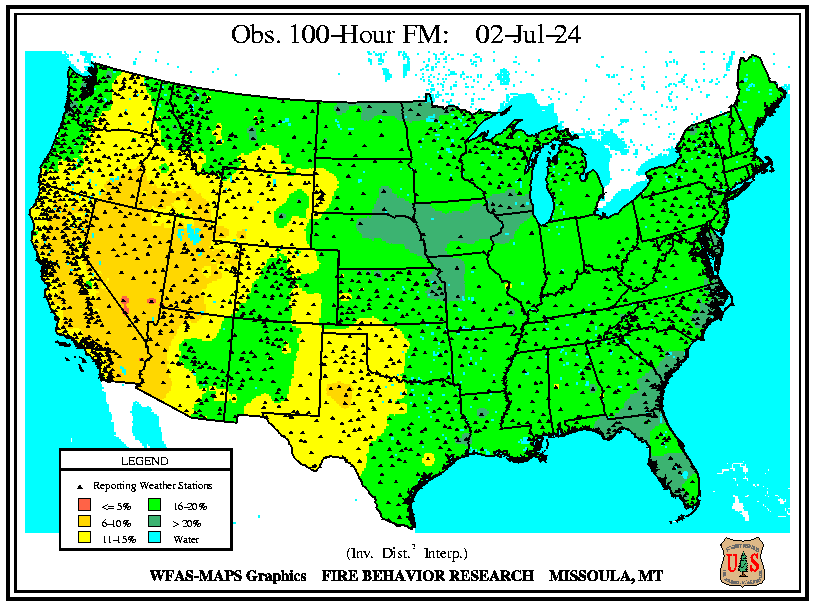 Obs. 100-Hour FM: 02-Jul-24
LEGEND
Reporting Weather Stations
<= 5% 16-20%
6-10% > 20%
11-15% Water
(Inv. Dist.² Interp.)
WFAS-MAPS Graphics FIRE BEHAVIOR RESEARCH MISSOULA, MT
U S